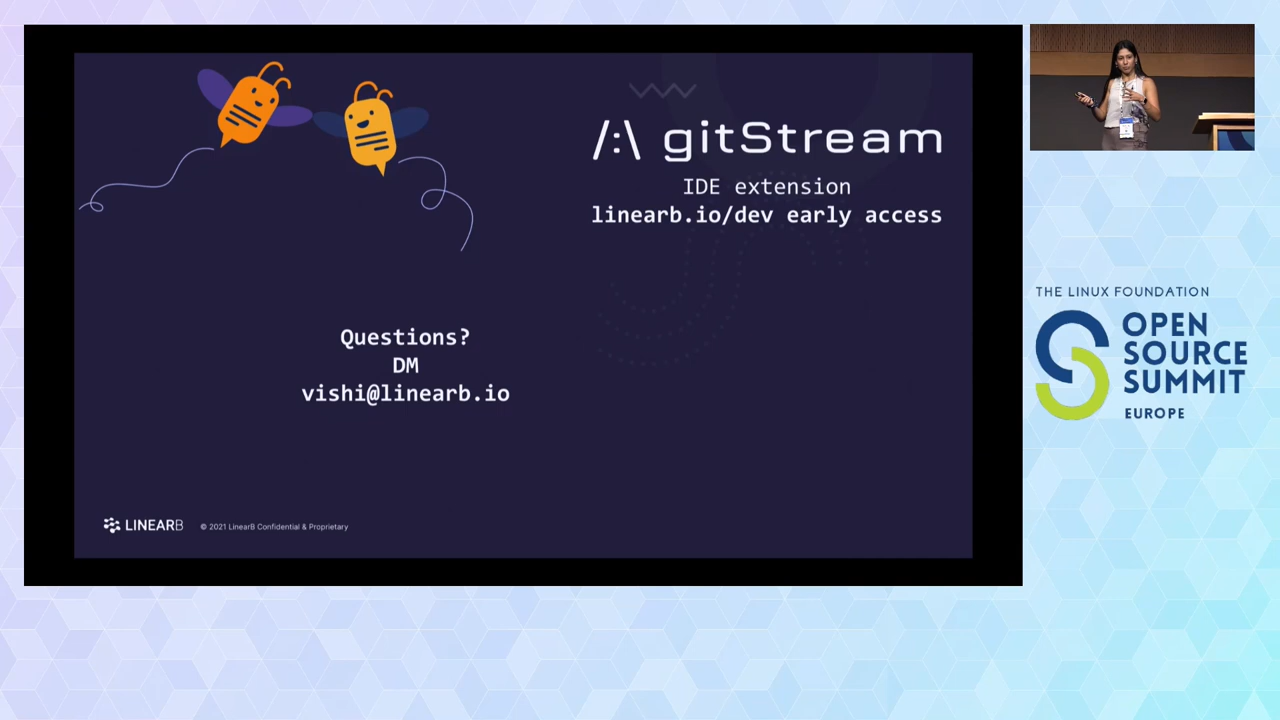 /:\ gitStream
IDE extension
linearb.io/dev early access
Questions?
DM
vishi@linearb.io
LINEARB
© 2021 LinearB Confidential & Proprietary
THE LINUX FOUNDATION
OPEN
SOURCE
SUMMIT
EUROPE